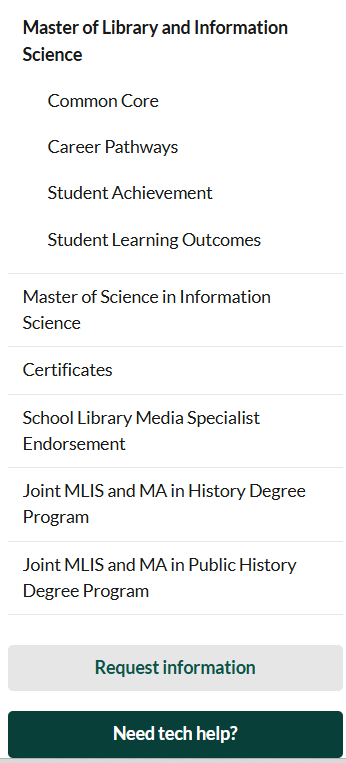 Master of Library and Information
Science
Common Core
Career Pathways
Student Achievement
Student Learning Outcomes
Master of Science in Information
Science
Certificates
School Library Media Specialist
Endorsement
Joint MLIS and MA in History Degree
Program
Joint MLIS and MA in Public History
Degree Program
Request information
Need tech help?